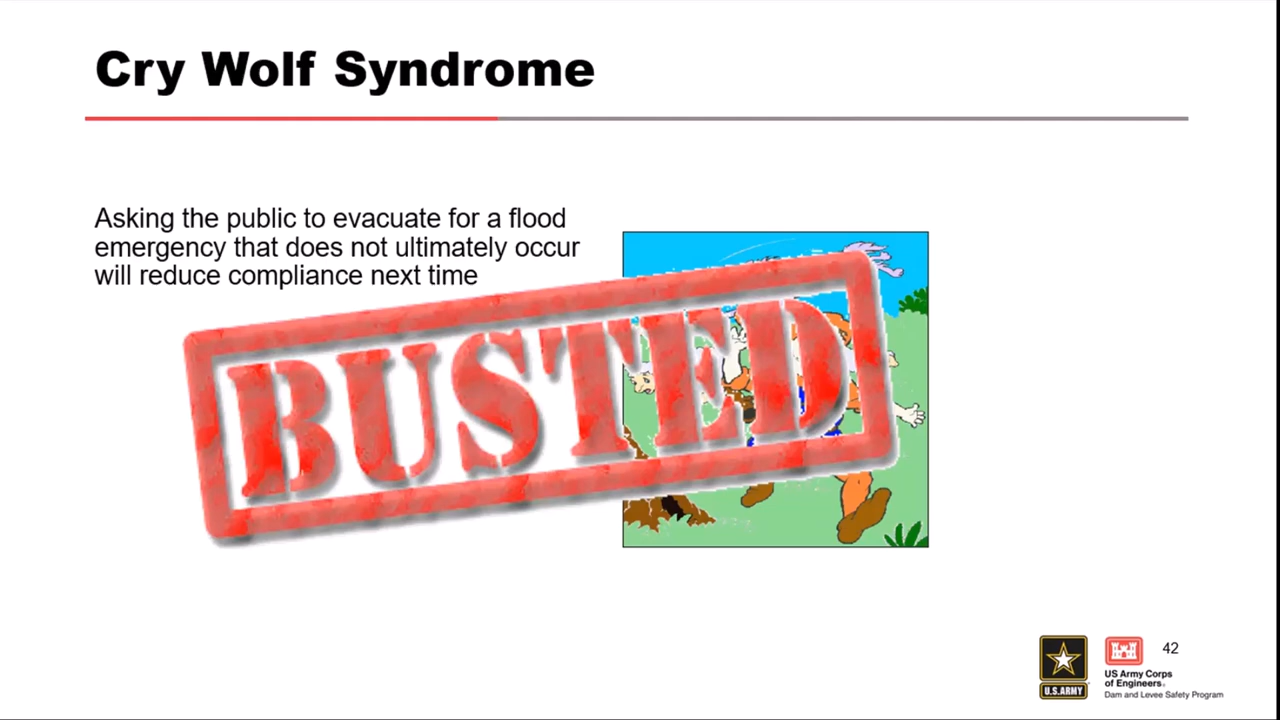 Cry Wolf Syndrome
Asking the public to evacuate for a flood
emergency that does not ultimately occur
will reduce compliance next time
BUSTED
U.S.ARMY
US Army Corps
of Engineers®
Dam and Levee Safety Program
42